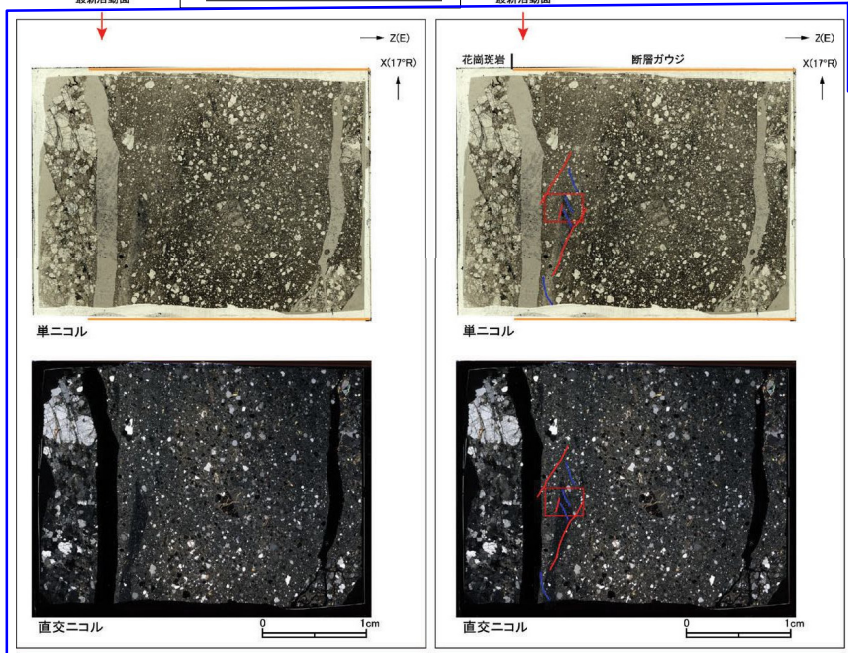 最新活動面
最新活動面
Z(E)
X(17°R)
単ニコル
直交ニコル
0
1cm
Z(E)
花崗斑岩
断層ガウジ
X(17°R)
単ニコル
直交ニコル
0
1cm